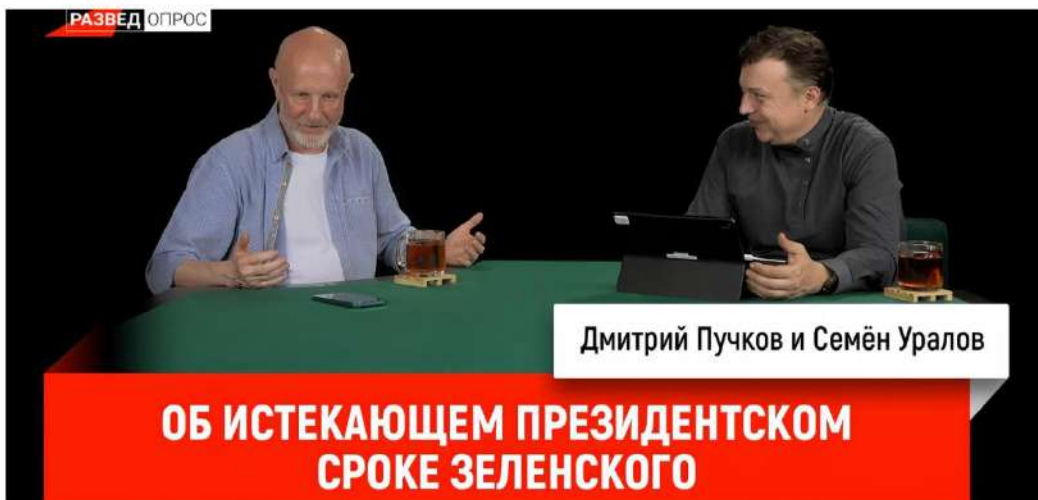 РАЗВЕД ОПРОС
Дмитрий Пучков и Семён Уралов
ОБ ИСТЕКАЮЩЕМ ПРЕЗИДЕНТСКОМ
СРОКЕ ЗЕЛЕНСКОГО